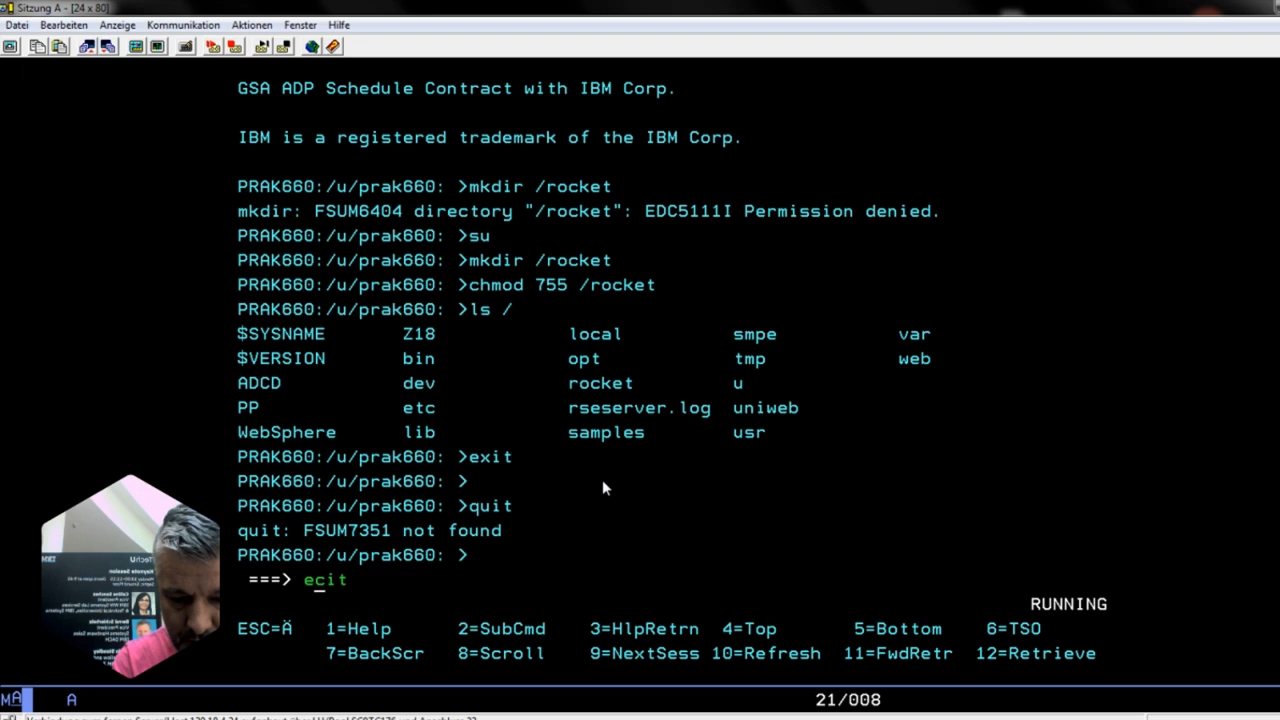 Sitzung A - [24 x 80]
Datei Bearbeiten Anzeige Kommunikation Aktionen Fenster Hilfe
GSA ADP Schedule Contract with IBM Corp.
IBM is a registered trademark of the IBM Corp.
PRAK660:/u/prak660: >mkdir /rocket
mkdir: FSUM6404 directory "/rocket": EDC5111I Permission denied.
PRAK660:/u/prak660: >su
PRAK660:/u/prak660: >mkdir /rocket
PRAK660:/u/prak660: >chmod 755 /rocket
PRAK660:/u/prak660: >ls /
$SYSNAME Z18 local smpe var
$VERSION bin opt tmp web
ADCD dev rocket u
PP etc rseserver.log uniweb
WebSphere lib samples usr
PRAK660:/u/prak660: >exit
PRAK660:/u/prak660: >
PRAK660:/u/prak660: >quit
quit: FSUM7351 not found
PRAK660:/u/prak660: >
===> ecit
RUNNING
ESC=Ä 1=Help 2=SubCmd 3=HlpRetrn 4=Top 5=Bottom 6=TSO
7=BackScr 8=Scroll 9=NextSess 10=Refresh 11=FwdRetr 12=Retrieve
MA A 21/008
TechU IBM
Keynote Session